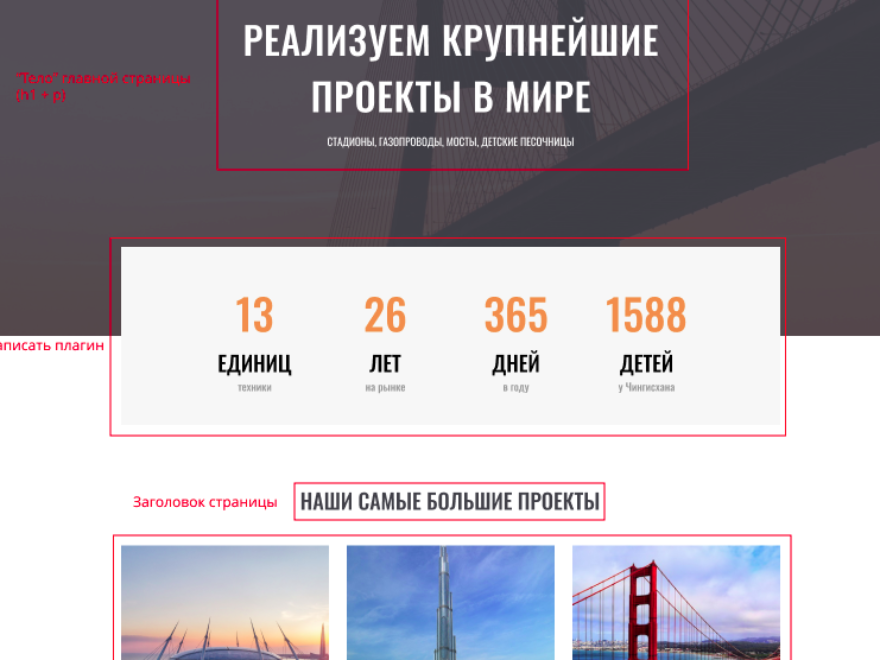 РЕАЛИЗУЕМ КРУПНЕЙШИЕ
ПРОЕКТЫ В МИРЕ
"Тело" главной страницы
(h1 + p)
СТАДИОНЫ, ГАЗОПРОВОДЫ, МОСТЫ, ДЕТСКИЕ ПЕСОЧНИЦЫ
13 26 365 1588
ЕДИНИЦ ЛЕТ ДНЕЙ ДЕТЕЙ
техники на рынке в году у Чингисхана
плагин
Заголовок страницы
НАШИ САМЫЕ БОЛЬШИЕ ПРОЕКТЫ